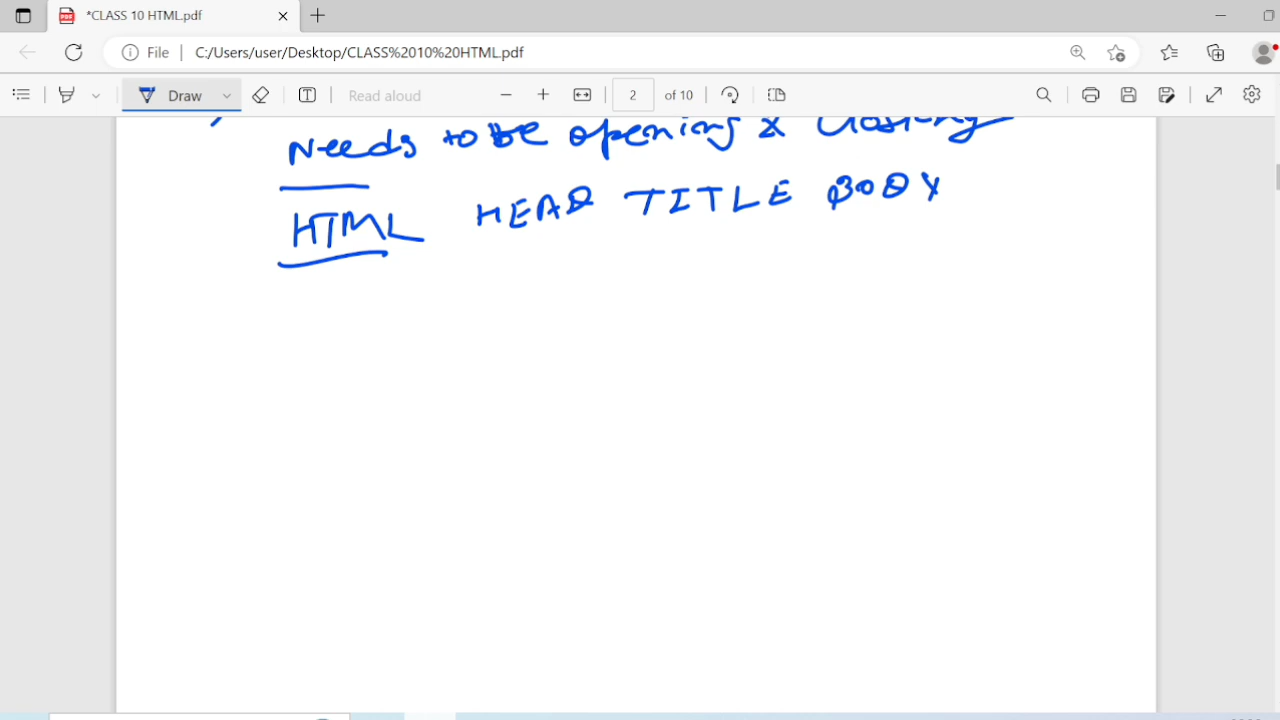 *CLASS 10 HTML.pdf
File C:/Users/user/Desktop/CLASS%2010%20HTML.pdf
Draw Read aloud 2 of 10
Needs to be opening & closing
HTML HEAD TITLE BODY